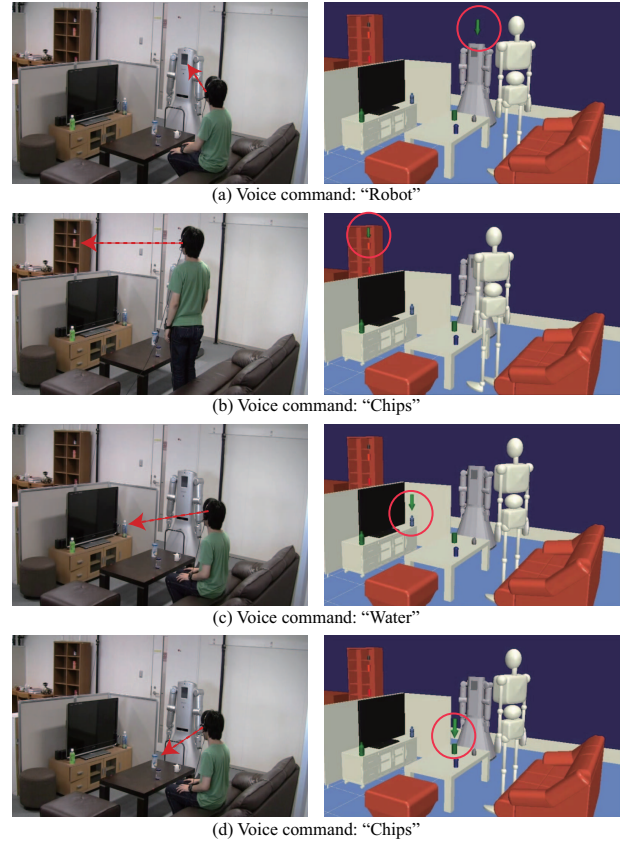 (a) Voice command: “Robot”
(b) Voice command: “Chips”
(c) Voice command: “Water”
(d) Voice command: “Chips”